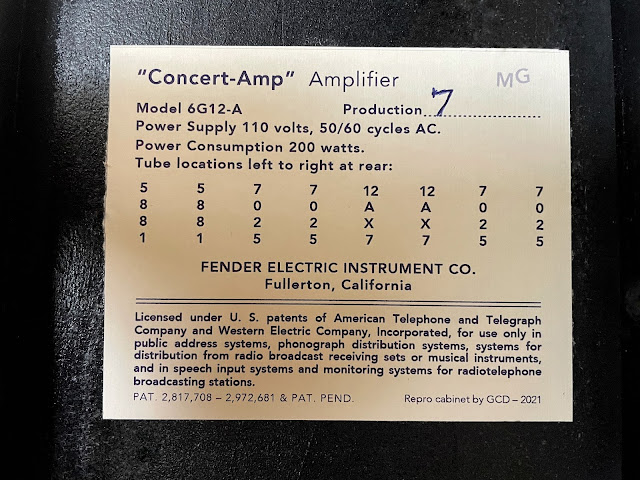 "Concert-Amp" Amplifier MG
Model 6G12-A Production 7
Power Supply 110 volts, 50/60 cycles AC.
Power Consumption 200 watts.
Tube locations left to right at rear:
5 5 7 7 12 12 7 7
8 8 0 0 A A 0 0
8 8 2 2 X X 2 2
1 1 5 5 7 7 5 5
FENDER ELECTRIC INSTRUMENT CO.
Fullerton, California
Licensed under U. S. patents of American Telephone and Telegraph
Company and Western Electric Company, Incorporated, for use only in
public address systems, phonograph distribution systems, systems for
distribution from radio broadcast receiving sets or musical instruments,
and in speech input systems and monitoring systems for radiotelephone
broadcasting stations.
PAT. 2,817,708 – 2,972,681 & PAT. PEND. Repro cabinet by GCD – 2021